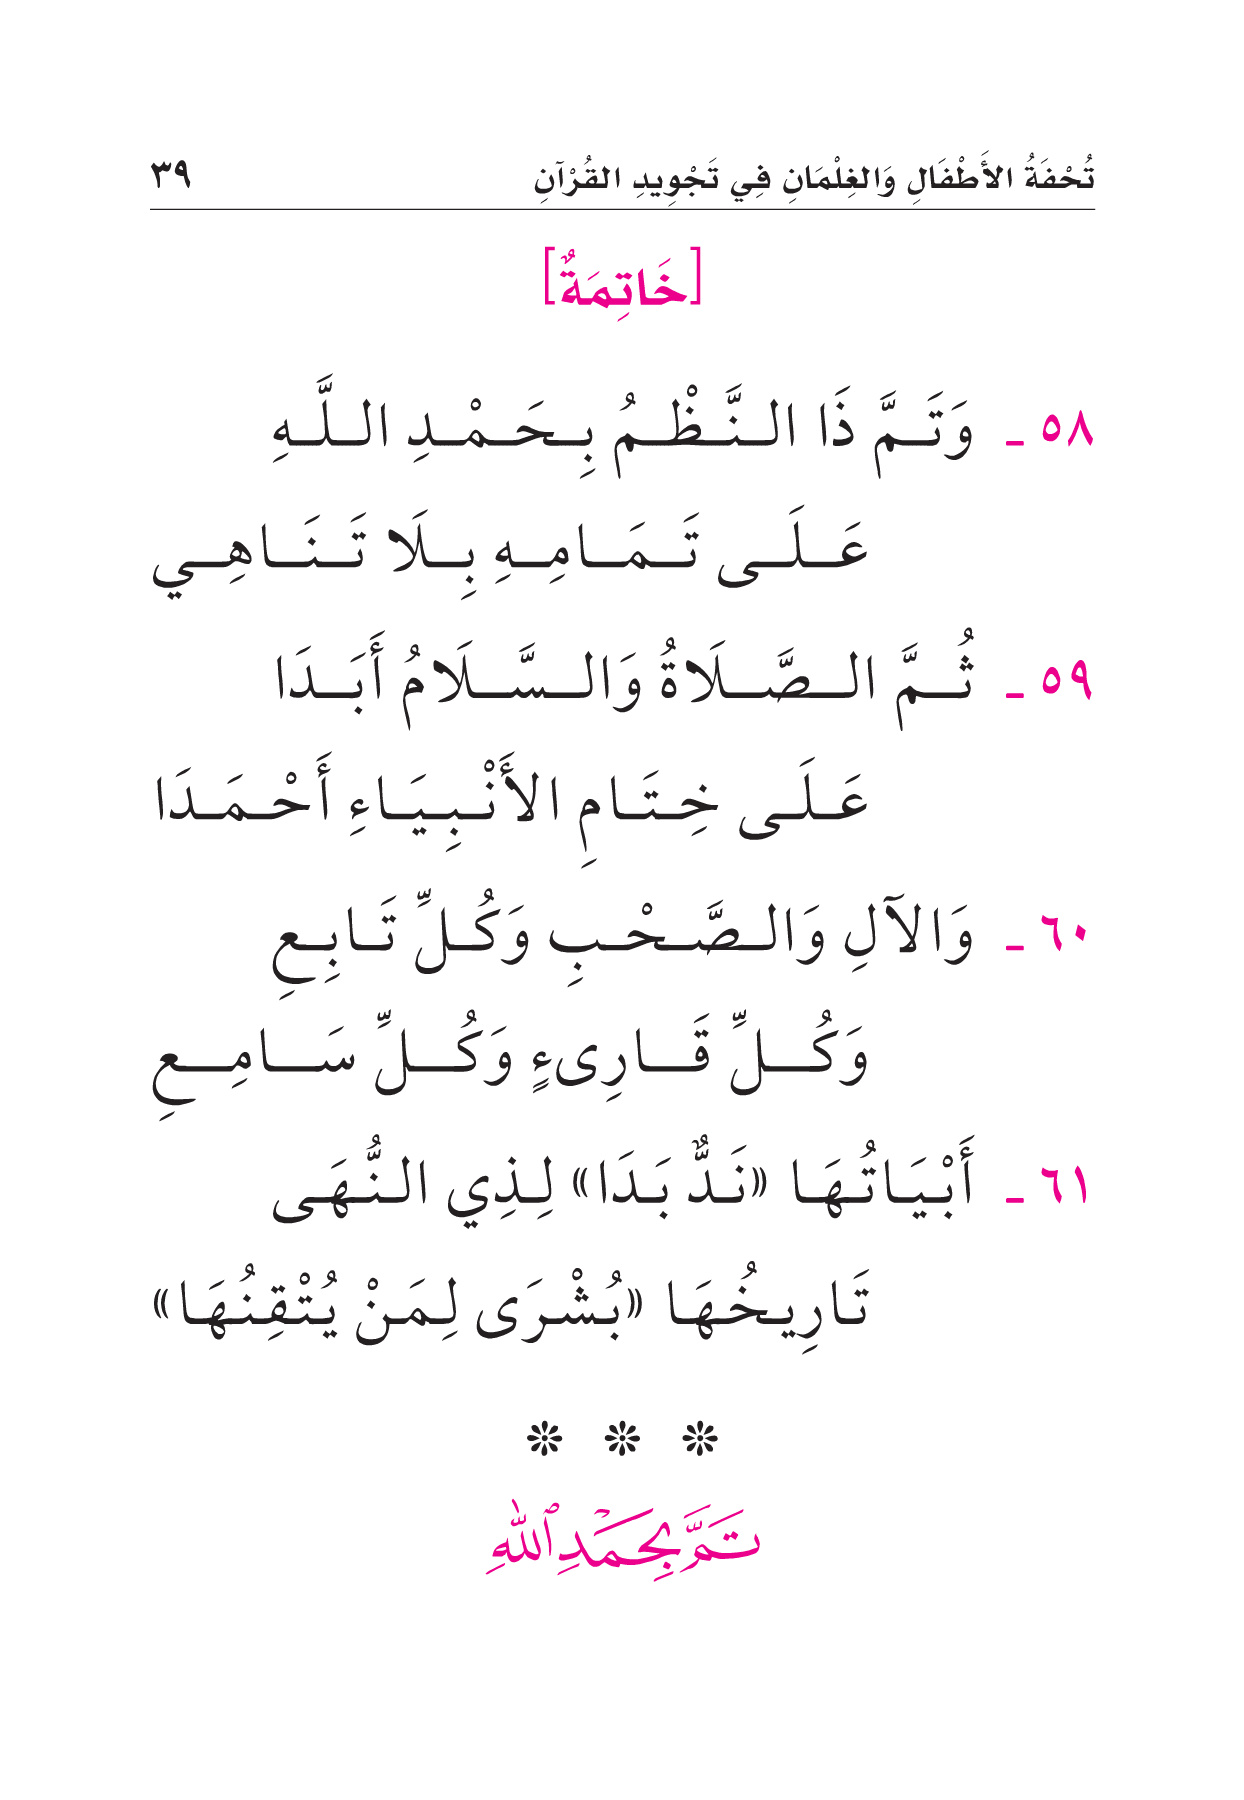 تُحْفَةُ الأَطْفَالِ وَالغِلْمَانِ فِي تَجْوِيدِ القُرْآنِ ٣٩
[خَاتِمَةٌ]
٥٨ ـ وَتَمَّ ذَا النَّظْمُ بِحَمْدِ اللَّهِ
عَلَى تَمَامِهِ بِلَا تَنَاهِي
٥٩ ـ ثُمَّ الصَّلَاةُ وَالسَّلَامُ أَبَدَا
عَلَى خِتَامِ الأَنْبِيَاءِ أَحْمَدَا
٦٠ ـ وَالآلِ وَالصَّحْبِ وَكُلِّ تَابِعِ
وَكُلِّ قَارِىءٍ وَكُلِّ سَامِعِ
٦١ ـ أَبْيَاتُهَا «نَدٌّ بَدَا» لِذِي النُّهَى
تَارِيخُهَا «بُشْرَى لِمَنْ يُتْقِنُهَا»
تَمَّ بِحَمْدِ ٱللَّهِ